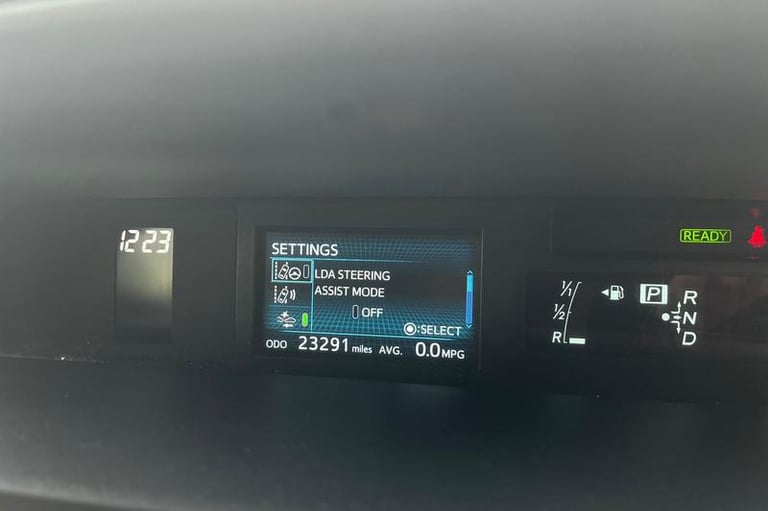 12:23
SETTINGS
LDA STEERING
ASSIST MODE
OFF
:SELECT
ODO 23291 miles AVG. 0.0 MPG
READY
1/1
1/2
R
P
R
N
D